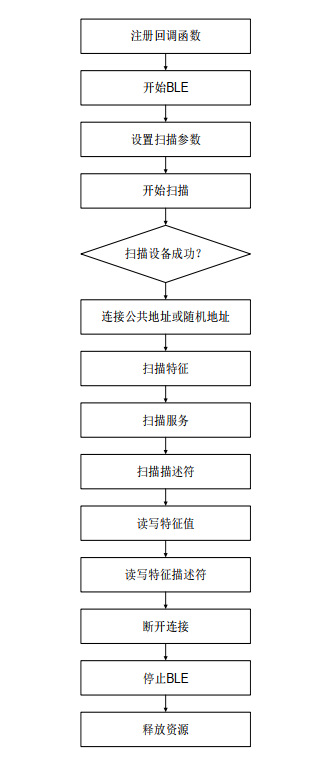 注册回调函数
开始BLE
设置扫描参数
开始扫描
扫描设备成功？
连接公共地址或随机地址
扫描特征
扫描服务
扫描描述符
读写特征值
读写特征描述符
断开连接
停止BLE
释放资源